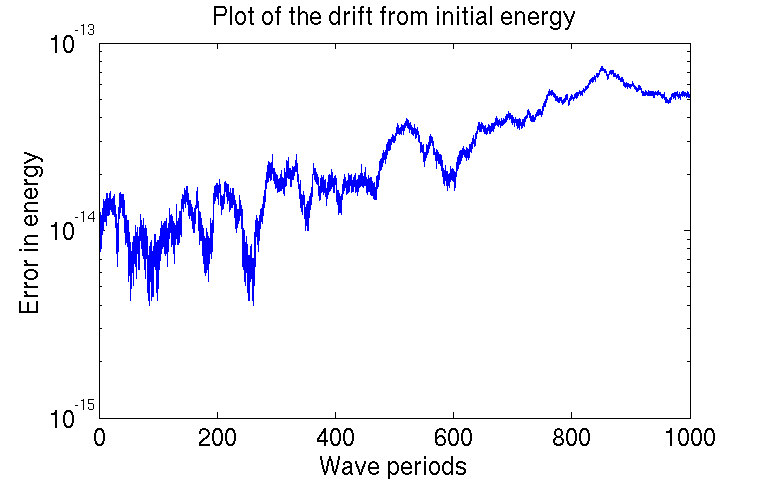 Plot of the drift from initial energy
10^-13
10^-14
10^-15
Error in energy
0 200 400 600 800 1000
Wave periods